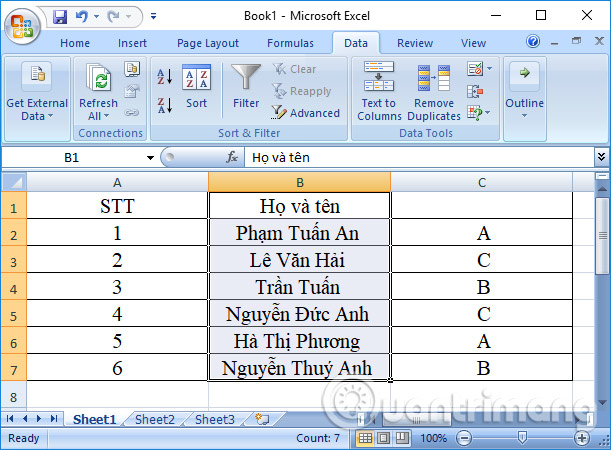 Book1 - Microsoft Excel
Home Insert Page Layout Formulas Data Review View
Get External Data
Refresh All
Connections
Sort
Filter
Clear
Reapply
Advanced
Sort & Filter
Text to Columns
Remove Duplicates
Data Tools
Outline
B1 fx Họ và tên
A B C
1 STT Họ và tên
2 1 Phạm Tuấn An A
3 2 Lê Văn Hải C
4 3 Trần Tuấn B
5 4 Nguyễn Đức Anh C
6 5 Hà Thị Phương A
7 6 Nguyễn Thuý Anh B
8
Quantrimang
Sheet1 Sheet2 Sheet3
Ready Count: 7 100%